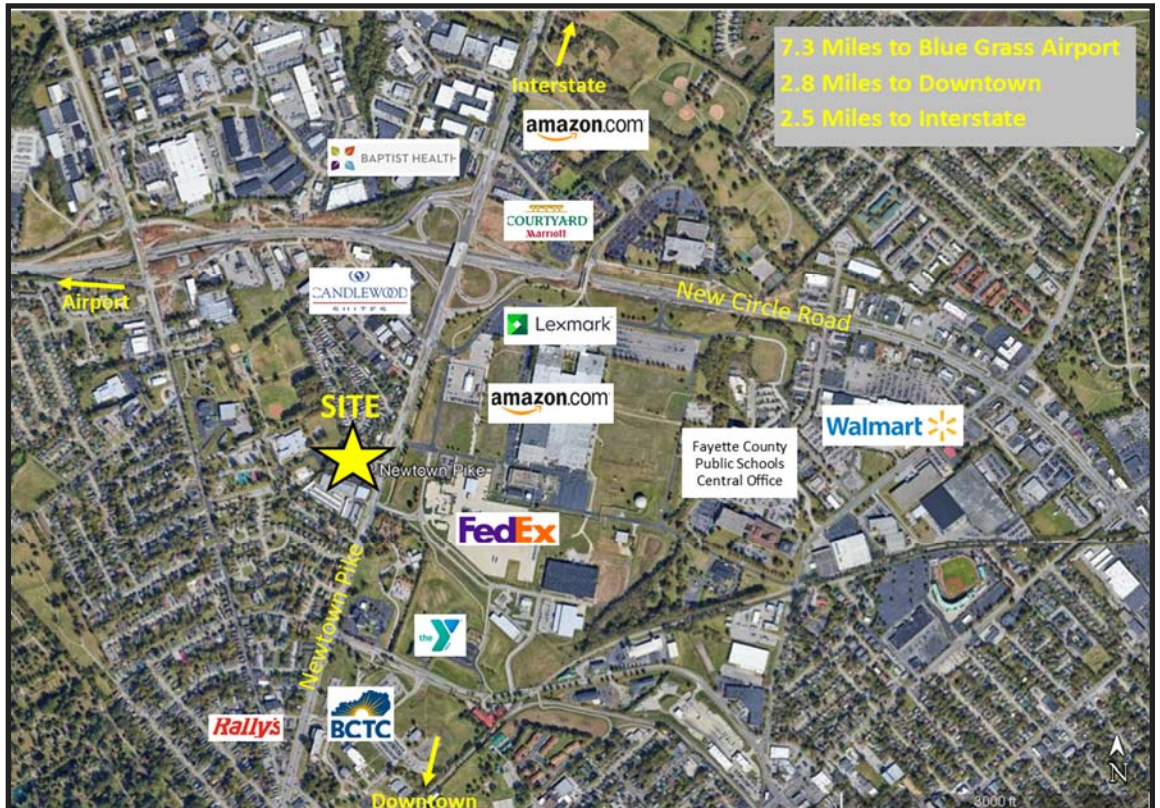 7.3 Miles to Blue Grass Airport
2.8 Miles to Downtown
2.5 Miles to Interstate
Interstate
amazon.com
BAPTIST HEALTH
COURTYARD
Marriott
Airport
CANDLEWOOD
SUITES
New Circle Road
Lexmark
amazon.com
SITE
Walmart
Fayette County
Public Schools
Central Office
Newtown Pike
FedEx
Newtown Pike
the Y
Rally's
BCTC
Downtown
N
3000 ft